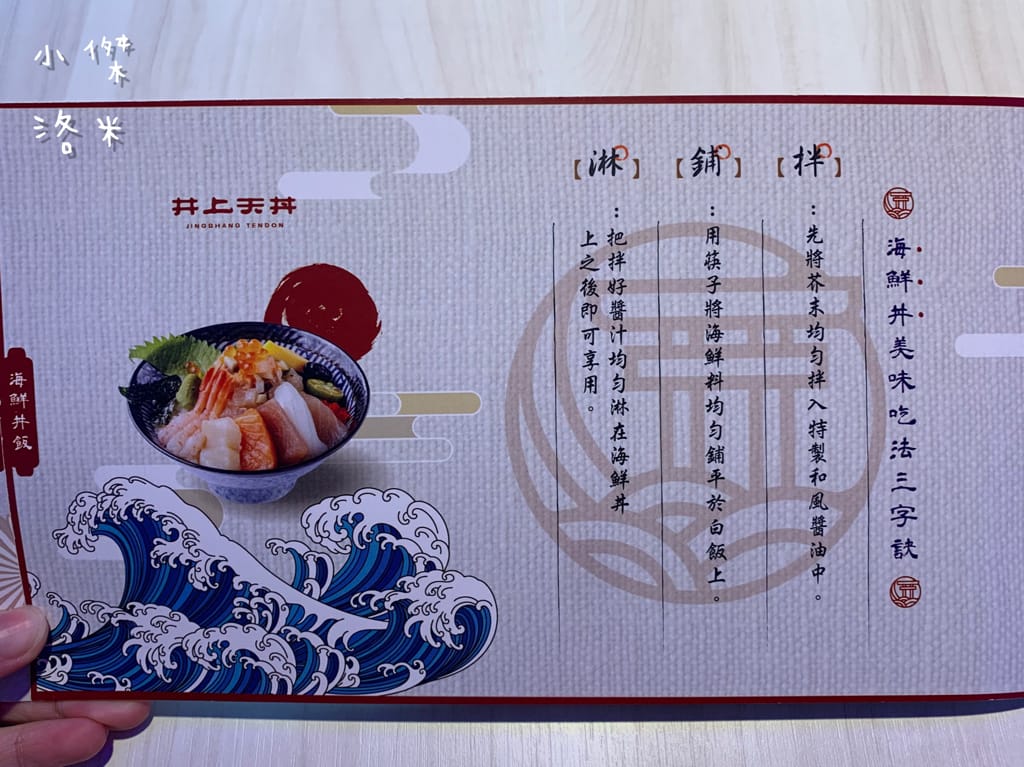 小傑
洛米
井上天丼
JINGSHANG TENDON
海鮮丼飯
海鮮丼美味吃法三字訣
【拌】
：先將芥末均勻拌入特製和風醬油中。
【鋪】
：用筷子將海鮮料均勻鋪平於白飯上。
【淋】
：把拌好醬汁均勻淋在海鮮丼
上之後即可享用。